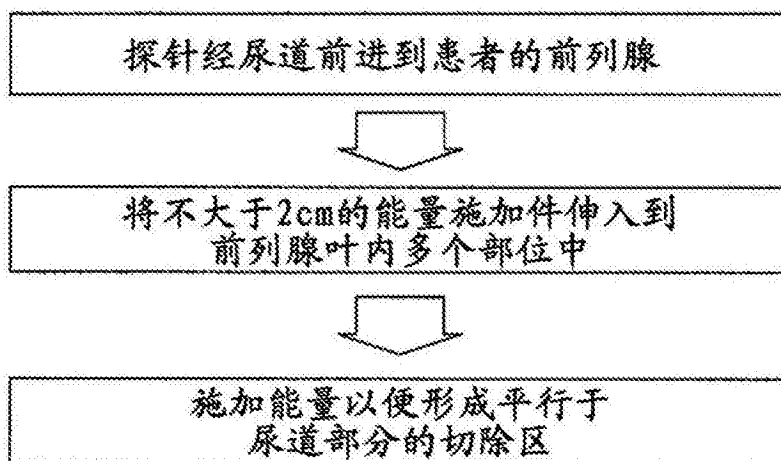 探针经尿道前进到患者的前列腺
将不大于2cm的能量施加件伸入到
前列腺叶内多个部位中
施加能量以便形成平行于
尿道部分的切除区